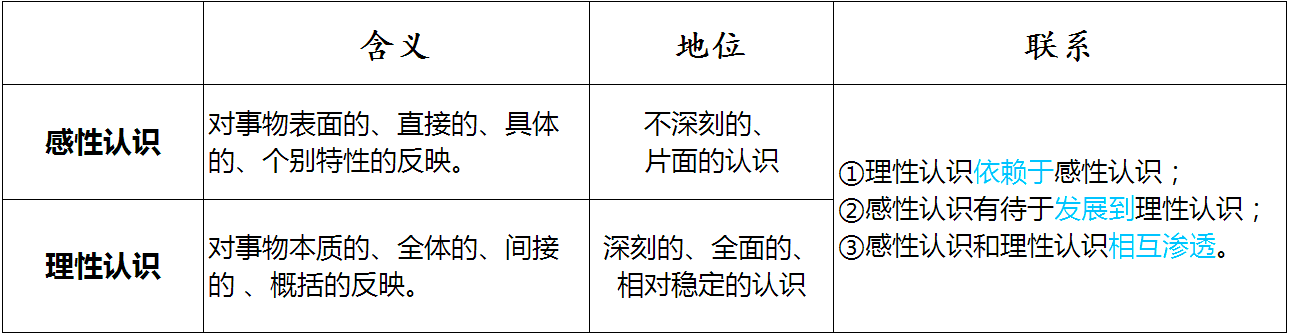 含义
地位
联系
感性认识
对事物表面的、直接的、具体
的、个别特性的反映。
不深刻的、
片面的认识
①理性认识依赖于感性认识；
②感性认识有待于发展到理性认识；
③感性认识和理性认识相互渗透。
理性认识
对事物本质的、全体的、间接
的 、概括的反映。
深刻的、全面的、
相对稳定的认识